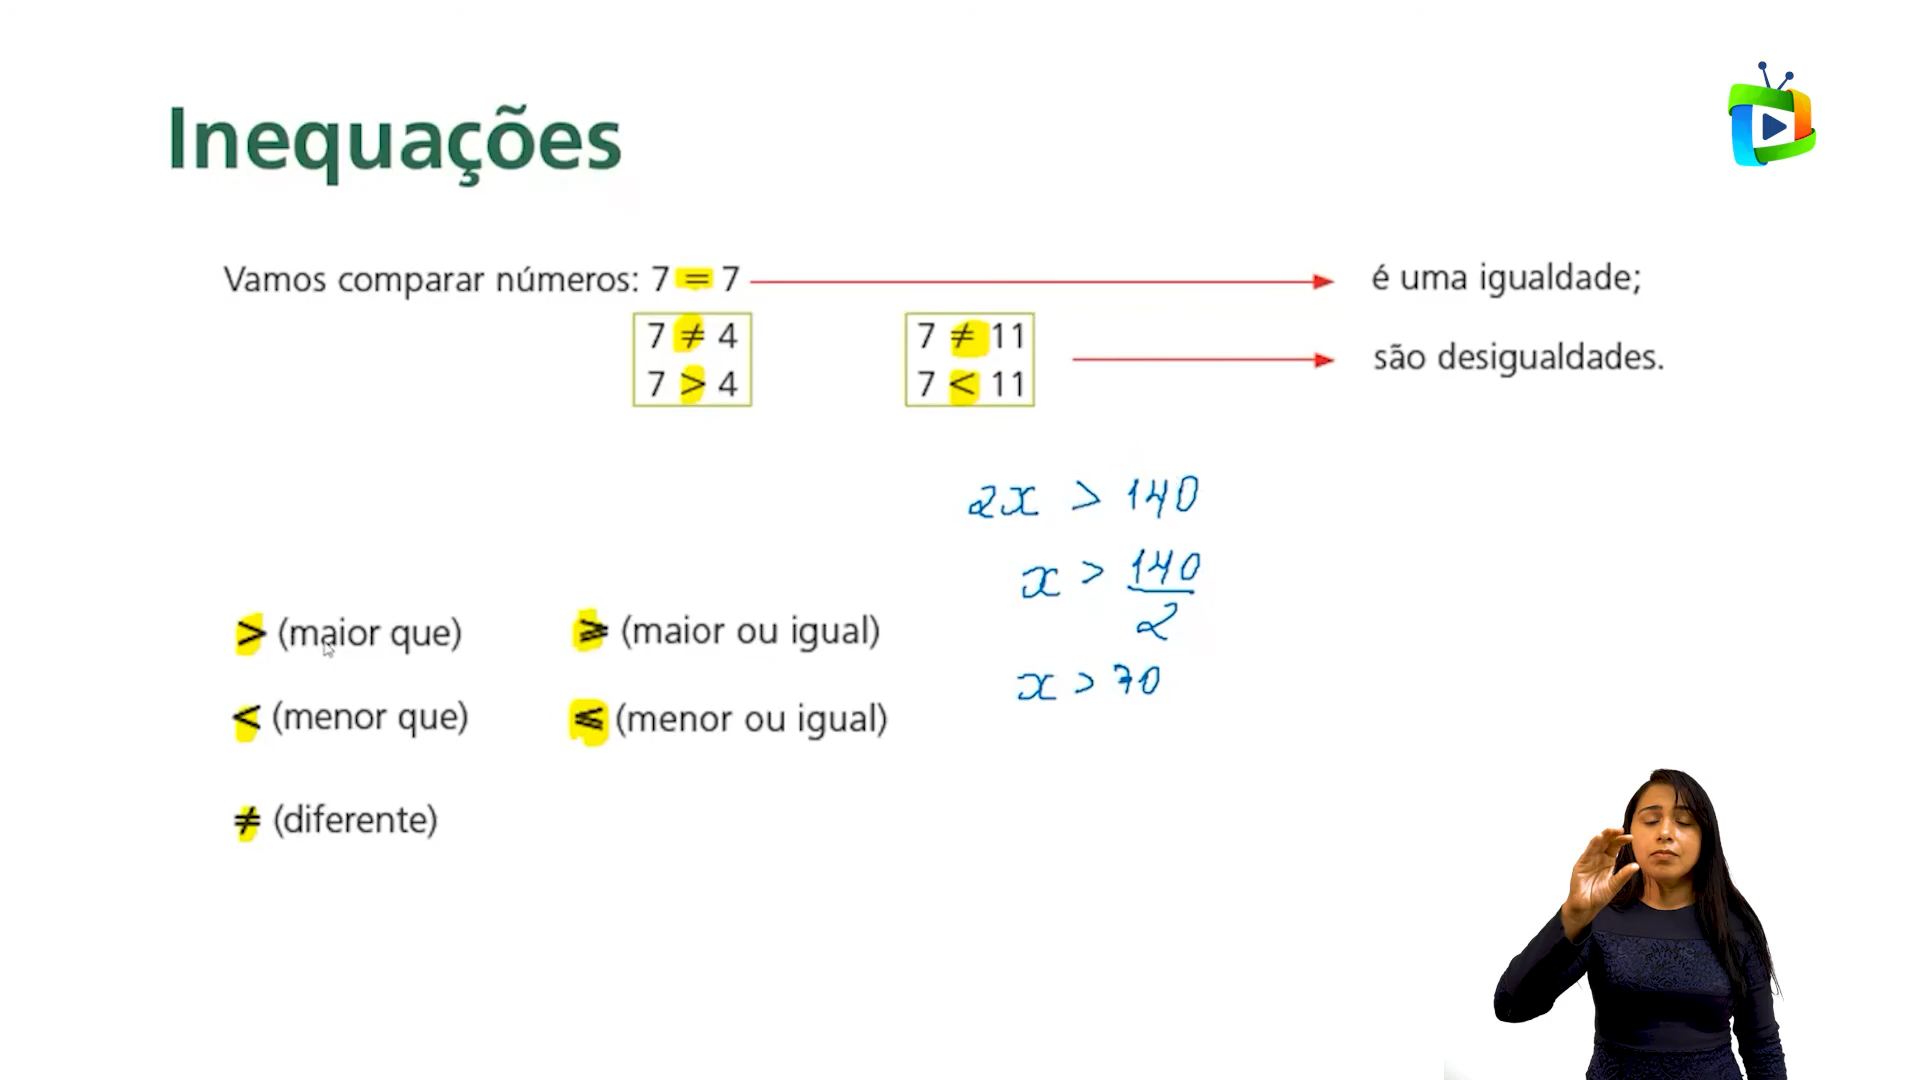 Inequações
Vamos comparar números: 7 = 7
é uma igualdade;
7 ≠ 4
7 > 4
7 ≠ 11
7 < 11
são desigualdades.
2x > 140
x > 140/2
x > 70
> (maior que)
≥ (maior ou igual)
< (menor que)
≤ (menor ou igual)
≠ (diferente)